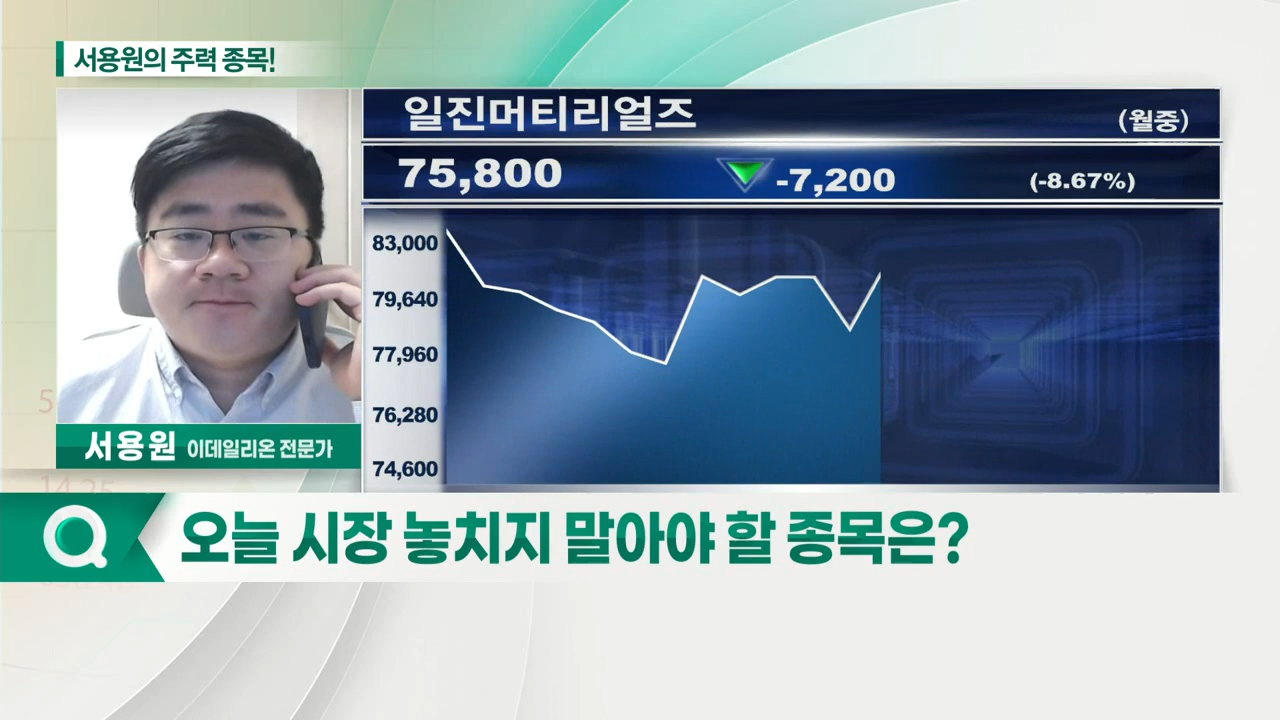 서용원의 주력 종목!
일진머티리얼즈
(월중)
75,800 -7,200 (-8.67%)
83,000
79,640
77,960
76,280
74,600
서용원 이데일리온 전문가
Q 오늘 시장 놓치지 말아야 할 종목은?